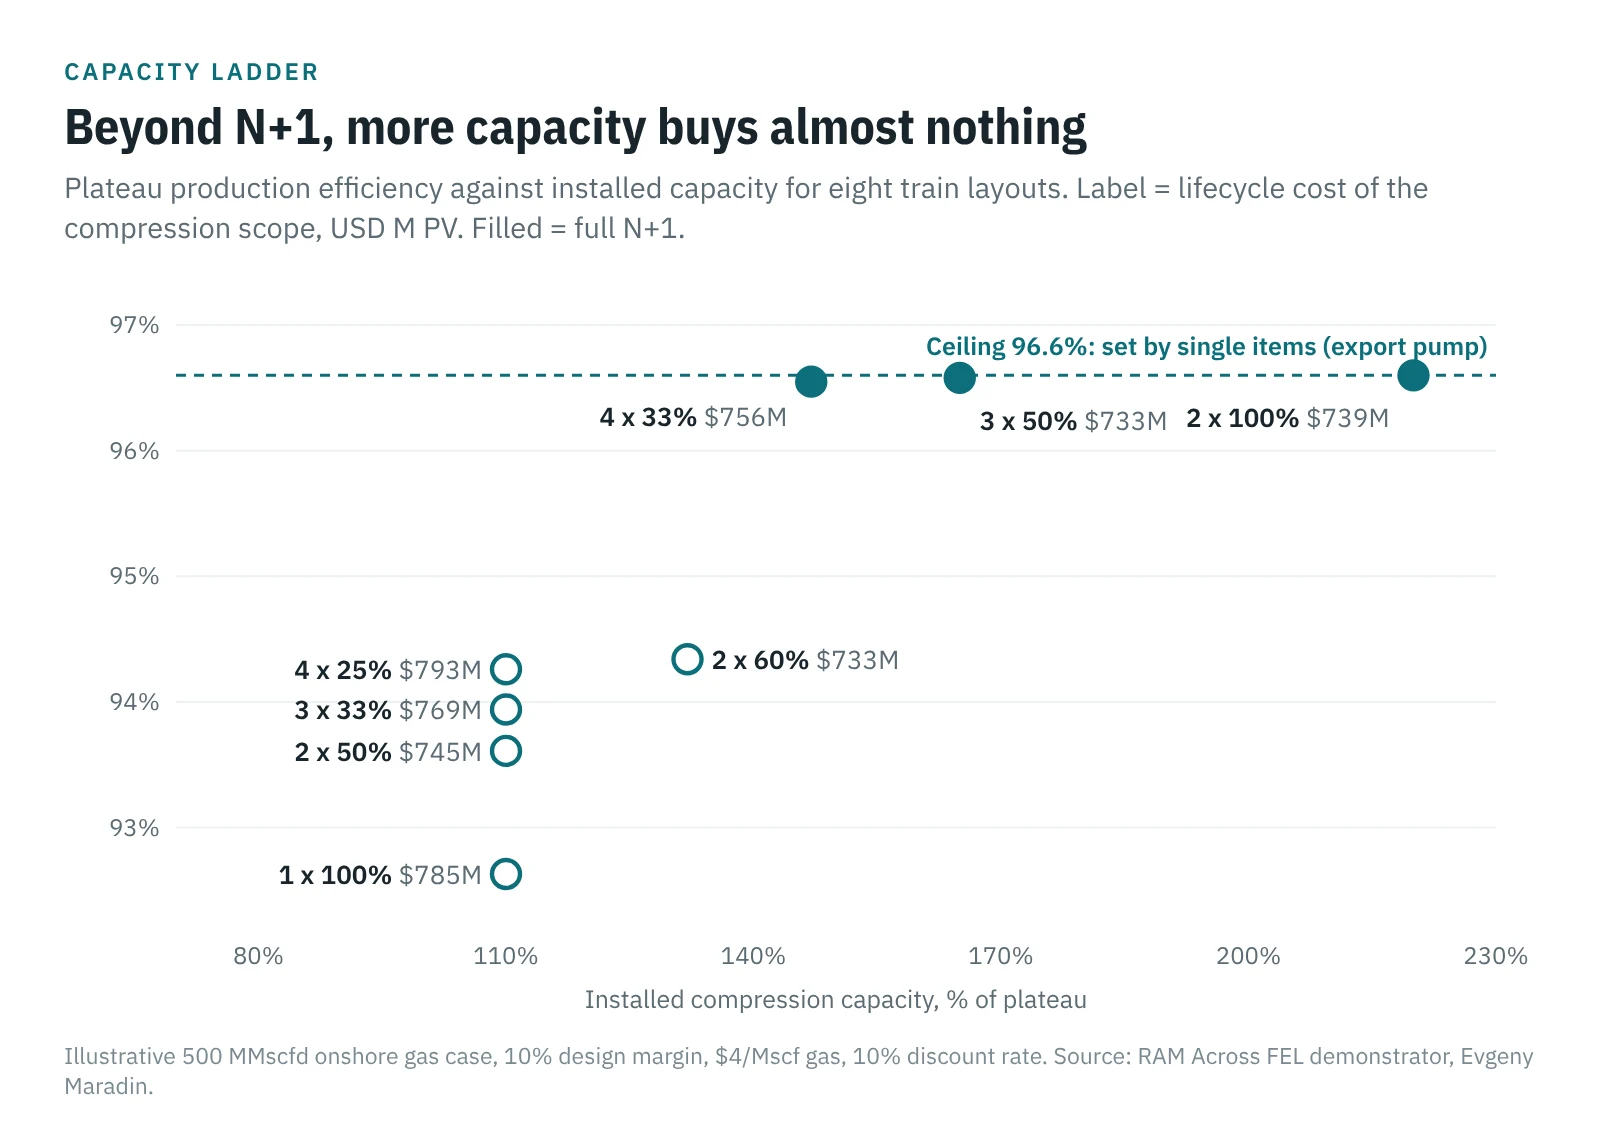 CAPACITY LADDER
Beyond N+1, more capacity buys almost nothing
Plateau production efficiency against installed capacity for eight train layouts. Label = lifecycle cost of the
compression scope, USD M PV. Filled = full N+1.
97%
Ceiling 96.6%: set by single items (export pump)
4 x 33% $756M
3 x 50% $733M
2 x 100% $739M
96%
95%
4 x 25% $793M
2 x 60% $733M
94%
3 x 33% $769M
2 x 50% $745M
93%
1 x 100% $785M
80% 110% 140% 170% 200% 230%
Installed compression capacity, % of plateau
Illustrative 500 MMscfd onshore gas case, 10% design margin, $4/Mscf gas, 10% discount rate. Source: RAM Across FEL demonstrator, Evgeny
Maradin.